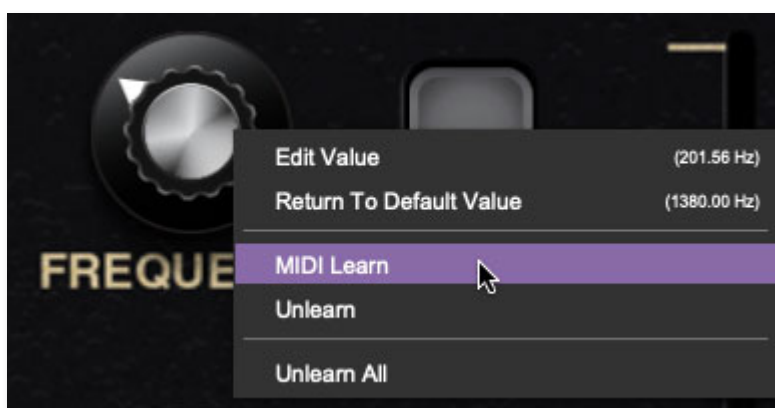 Edit Value (201.56 Hz)
Return To Default Value (1380.00 Hz)
FREQUE MIDI Learn
Unlearn
Unlearn All